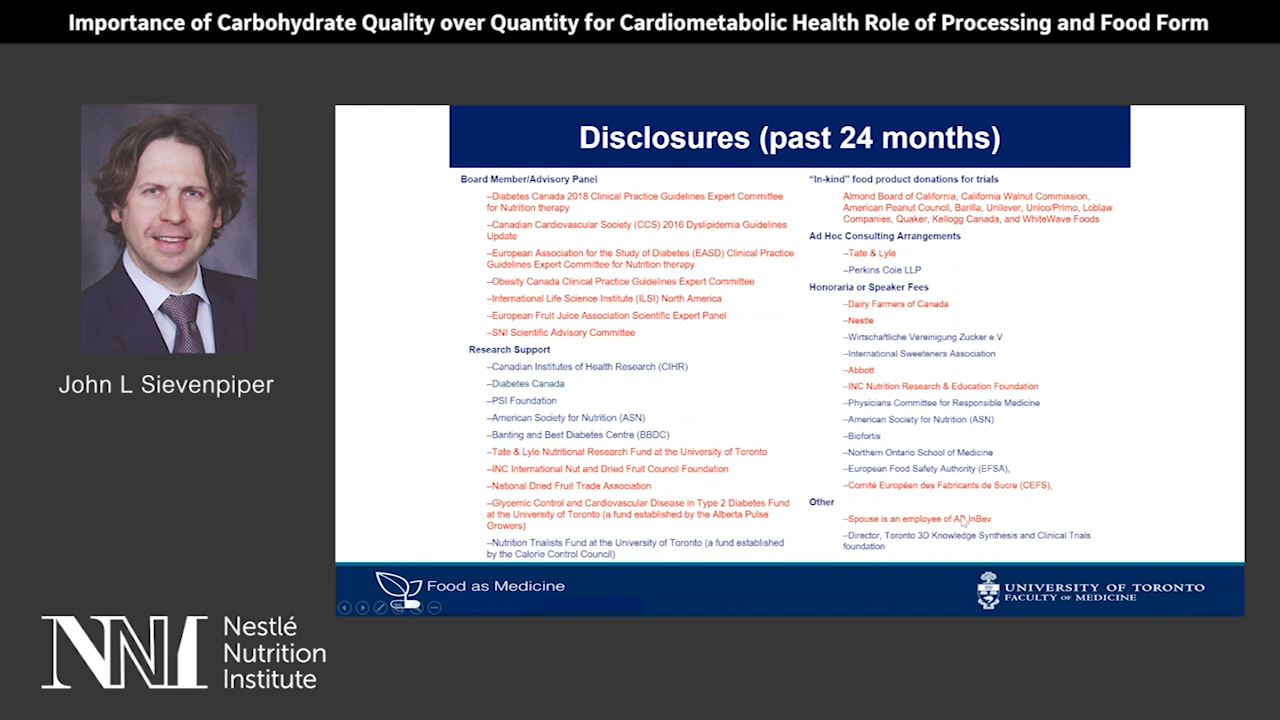 Importance of Carbohydrate Quality over Quantity for Cardiometabolic Health Role of Processing and Food Form
John L Sievenpiper
Disclosures (past 24 months)
Board Member/Advisory Panel
–Diabetes Canada 2018 Clinical Practice Guidelines Expert Committee
for Nutrition therapy
–Canadian Cardiovascular Society (CCS) 2016 Dyslipidemia Guidelines
Update
–European Association for the Study of Diabetes (EASD) Clinical Practice
Guidelines Expert Committee for Nutrition therapy
–Obesity Canada Clinical Practice Guidelines Expert Committee
–International Life Science Institute (ILSI) North America
–European Fruit Juice Association Scientific Expert Panel
–SNI Scientific Advisory Committee
Research Support
–Canadian Institutes of Health Research (CIHR)
–Diabetes Canada
–PSI Foundation
–American Society for Nutrition (ASN)
–Banting and Best Diabetes Centre (BBDC)
–Tate & Lyle Nutritional Research Fund at the University of Toronto
–INC International Nut and Dried Fruit Council Foundation
–National Dried Fruit Trade Association
–Glycemic Control and Cardiovascular Disease in Type 2 Diabetes Fund
at the University of Toronto (a fund established by the Alberta Pulse
Growers)
–Nutrition Trialists Fund at the University of Toronto (a fund established
by the Calorie Control Council)
“In-kind” food product donations for trials
Almond Board of California, California Walnut Commission,
American Peanut Council, Barilla, Unilever, Unico/Primo, Loblaw
Companies, Quaker, Kellogg Canada, and WhiteWave Foods
Ad Hoc Consulting Arrangements
–Tate & Lyle
–Perkins Coie LLP
Honoraria or Speaker Fees
–Dairy Farmers of Canada
–Nestle
–Wirtschaftliche Vereinigung Zucker e.V
–International Sweeteners Association
–Abbott
–INC Nutrition Research & Education Foundation
–Physicians Committee for Responsible Medicine
–American Society for Nutrition (ASN)
–Biofortis
–Northern Ontario School of Medicine
–European Food Safety Authority (EFSA),
–Comité Européen des Fabricants de Sucre (CEFS),
Other
–Spouse is an employee of AB InBev
–Director, Toronto 3D Knowledge Synthesis and Clinical Trials
foundation
Food as Medicine
UNIVERSITY OF TORONTO
FACULTY OF MEDICINE
NNI
Nestlé
Nutrition
Institute